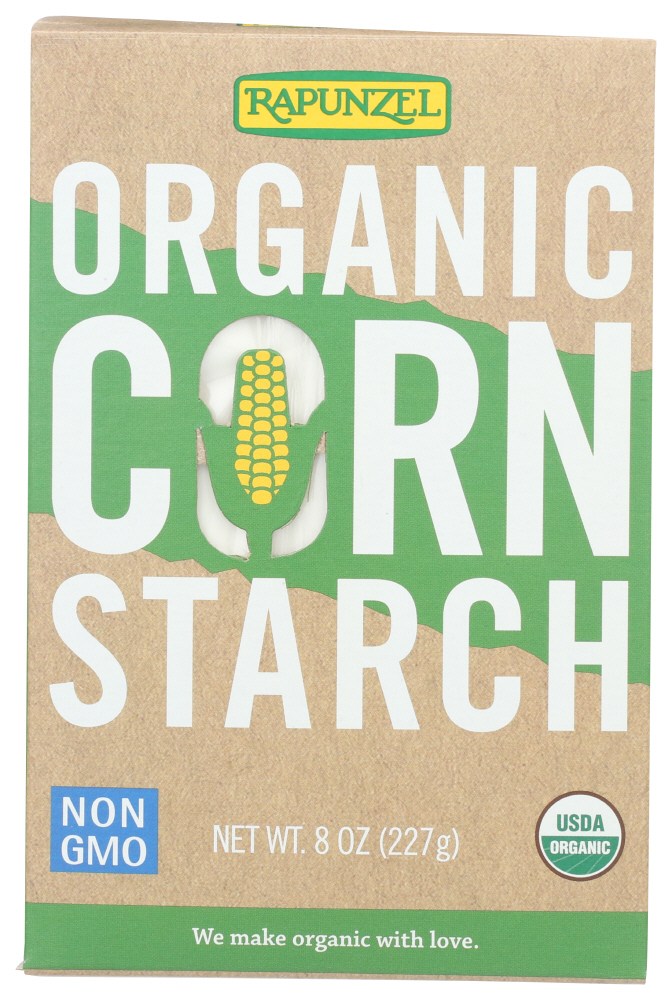 RAPUNZEL
ORGANIC
CORN
STARCH
NON
GMO
NET WT. 8 OZ (227g)
USDA
ORGANIC
We make organic with love.